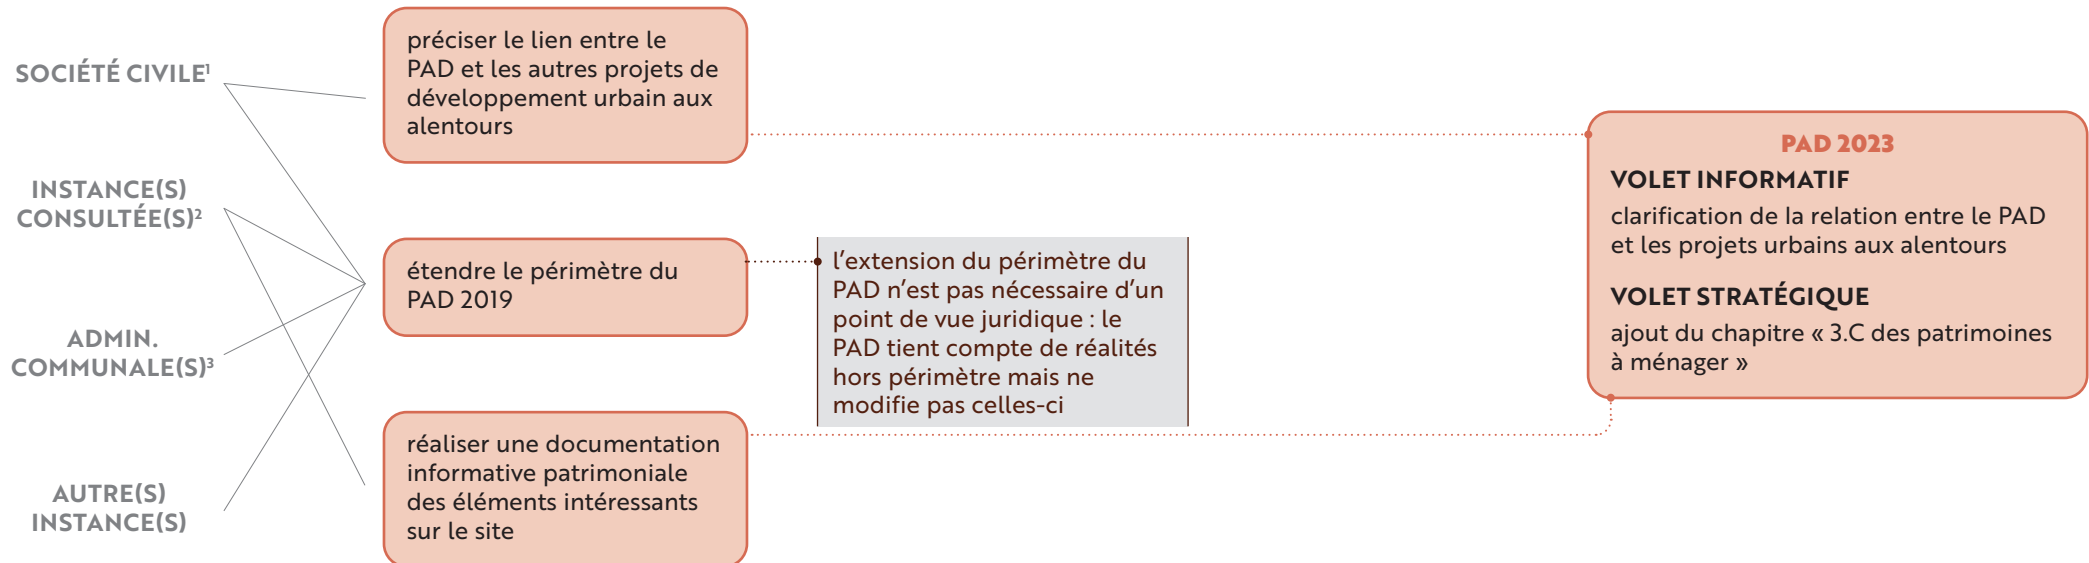 SOCIÉTÉ CIVILE¹
INSTANCE(S)
CONSULTÉE(S)²
ADMIN.
COMMUNALE(S)³
AUTRE(S)
INSTANCE(S)
préciser le lien entre le
PAD et les autres projets de
développement urbain aux
alentours
étendre le périmètre du
PAD 2019
réaliser une documentation
informative patrimoniale
des éléments intéressants
sur le site
l’extension du périmètre du
PAD n’est pas nécessaire d’un
point de vue juridique : le
PAD tient compte de réalités
hors périmètre mais ne
modifie pas celles-ci
PAD 2023
VOLET INFORMATIF
clarification de la relation entre le PAD
et les projets urbains aux alentours
VOLET STRATÉGIQUE
ajout du chapitre « 3.C des patrimoines
à ménager »